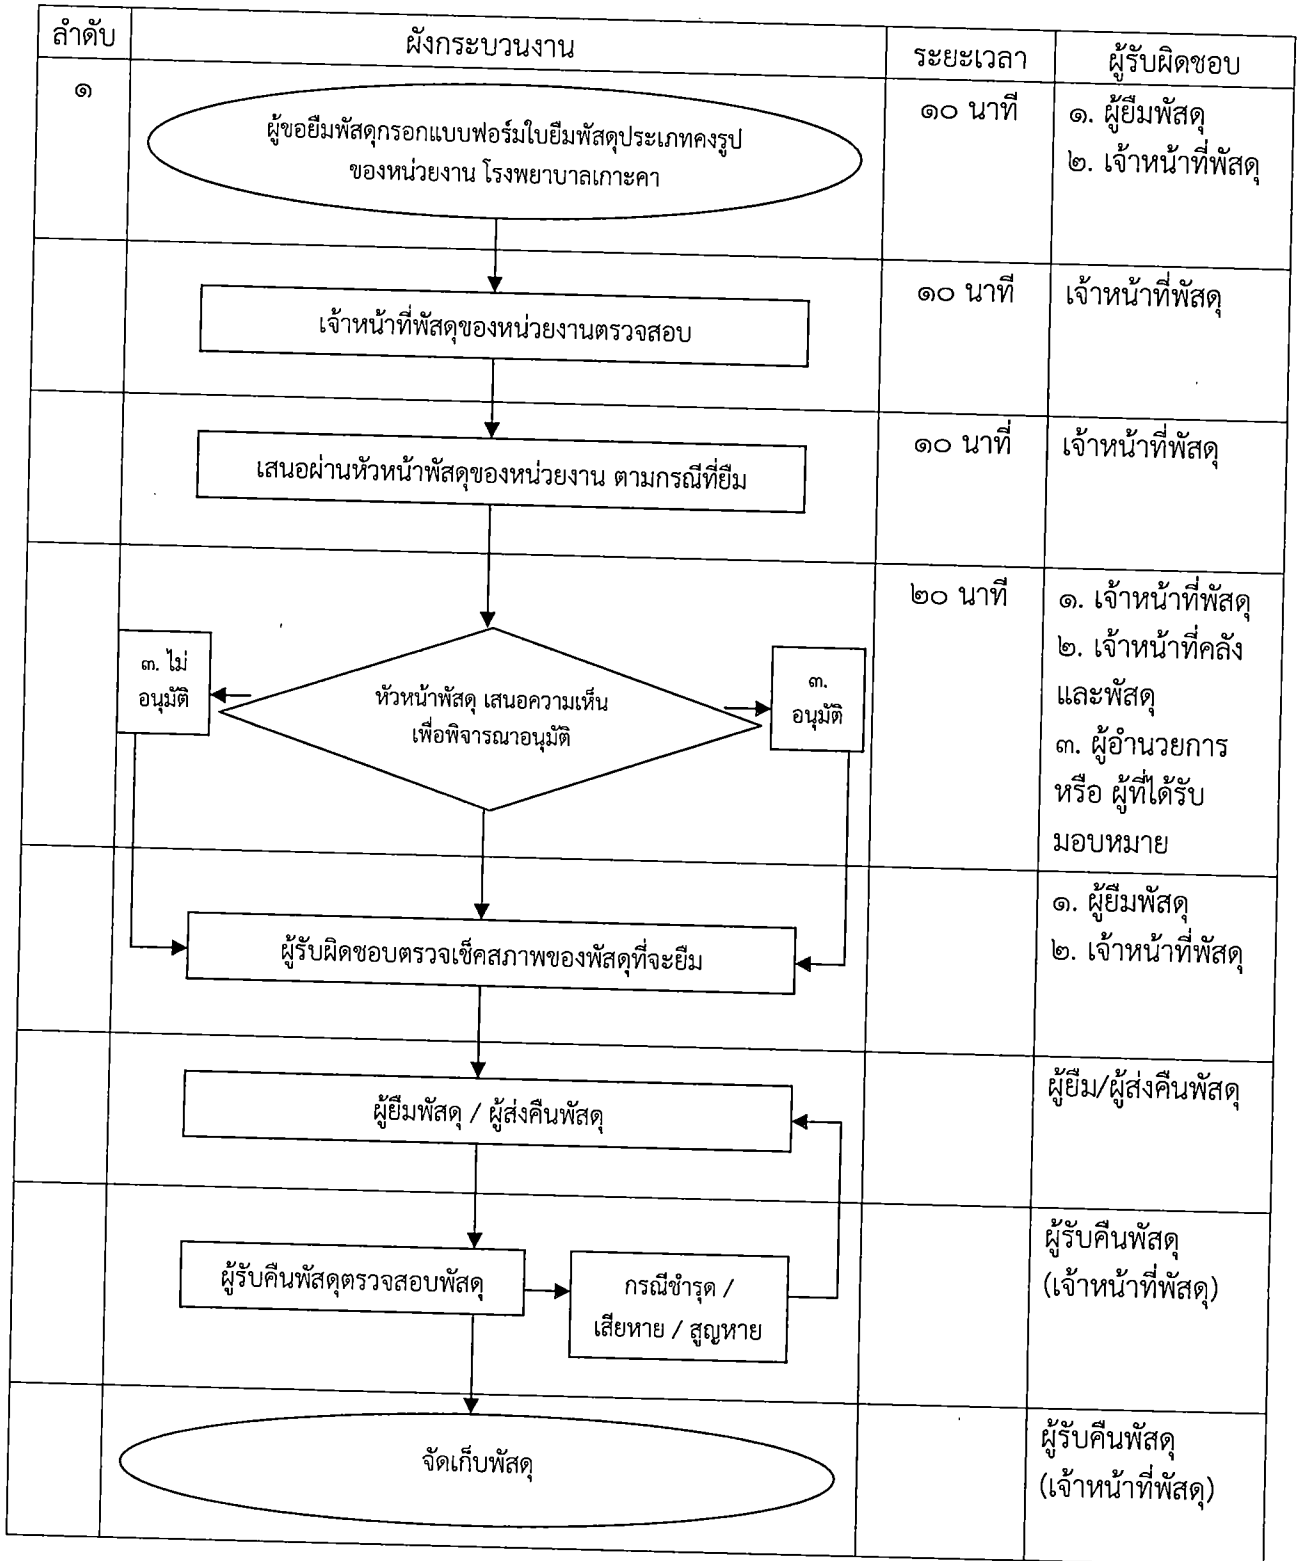 ลำดับ
ผังกระบวนงาน
ระยะเวลา
ผู้รับผิดชอบ
๑
ผู้ขอยืมพัสดุกรอกแบบฟอร์มใบยืมพัสดุประเภทคงรูป
ของหน่วยงาน โรงพยาบาลเกาะคา
๑๐ นาที
๑. ผู้ยืมพัสดุ
๒. เจ้าหน้าที่พัสดุ
เจ้าหน้าที่พัสดุของหน่วยงานตรวจสอบ
๑๐ นาที
เจ้าหน้าที่พัสดุ
เสนอผ่านหัวหน้าพัสดุของหน่วยงาน ตามกรณีที่ยืม
๑๐ นาที
เจ้าหน้าที่พัสดุ
๓. ไม่
อนุมัติ
หัวหน้าพัสดุ เสนอความเห็น
เพื่อพิจารณาอนุมัติ
๓.
อนุมัติ
๒๐ นาที
๑. เจ้าหน้าที่พัสดุ
๒. เจ้าหน้าที่คลัง
และพัสดุ
๓. ผู้อำนวยการ
หรือ ผู้ที่ได้รับ
มอบหมาย
ผู้รับผิดชอบตรวจเช็คสภาพของพัสดุที่จะยืม
๑. ผู้ยืมพัสดุ
๒. เจ้าหน้าที่พัสดุ
ผู้ยืมพัสดุ / ผู้ส่งคืนพัสดุ
ผู้ยืม/ผู้ส่งคืนพัสดุ
ผู้รับคืนพัสดุตรวจสอบพัสดุ
กรณีชำรุด /
เสียหาย / สูญหาย
ผู้รับคืนพัสดุ
(เจ้าหน้าที่พัสดุ)
จัดเก็บพัสดุ
ผู้รับคืนพัสดุ
(เจ้าหน้าที่พัสดุ)